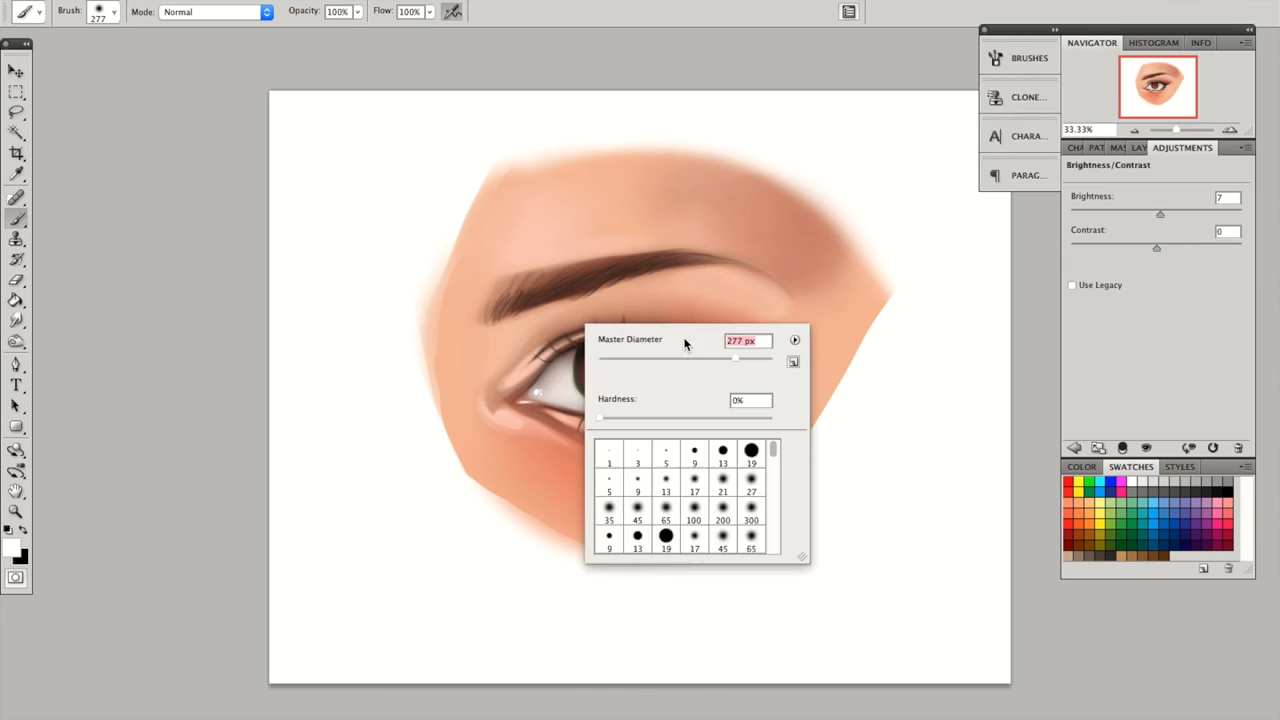 Brush: 277 Mode: Normal Opacity: 100% Flow: 100%
BRUSHES
CLONE...
CHARA...
PARAG...
NAVIGATOR HISTOGRAM INFO
33.33%
CHA PAT MAS LAY ADJUSTMENTS
Brightness/Contrast
Brightness: 7
Contrast: 0
Use Legacy
COLOR SWATCHES STYLES
T
A
Master Diameter 277 px
Hardness: 0%
1 3 5 9 13 19
5 9 13 17 21 27
35 45 65 100 200 300
9 13 19 17 45 65